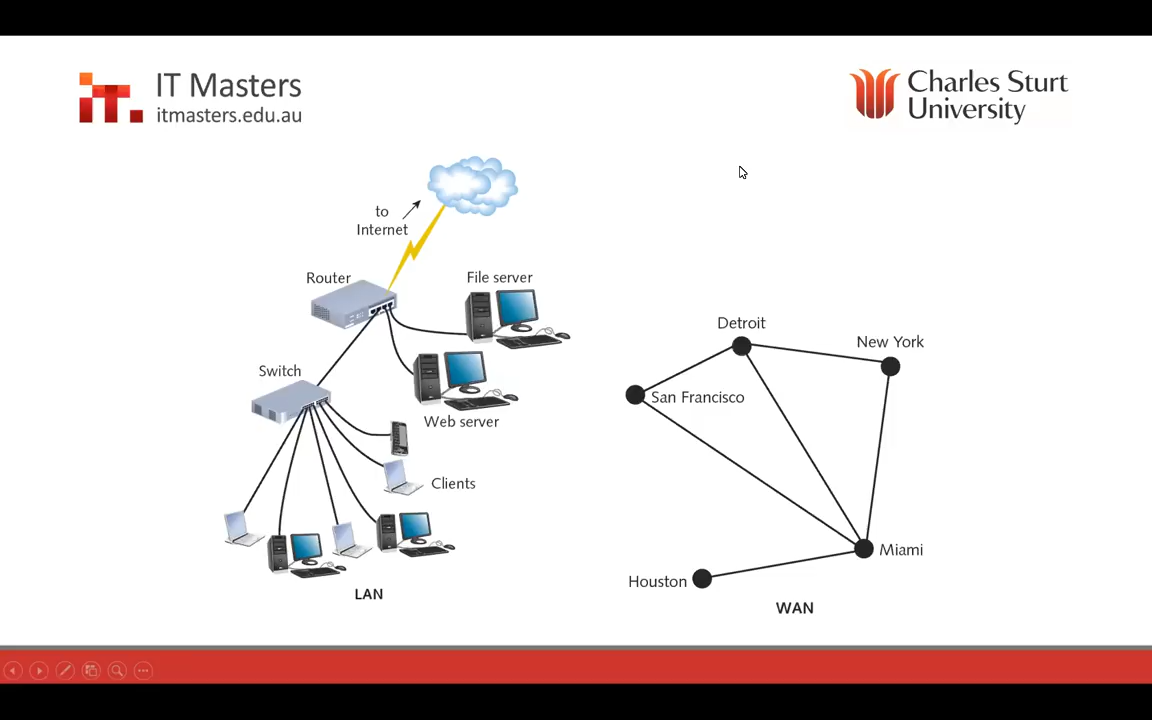 IT Masters
itmasters.edu.au
Charles Sturt
University
to
Internet
Router
File server
Switch
Web server
Clients
LAN
Detroit
New York
San Francisco
Miami
Houston
WAN